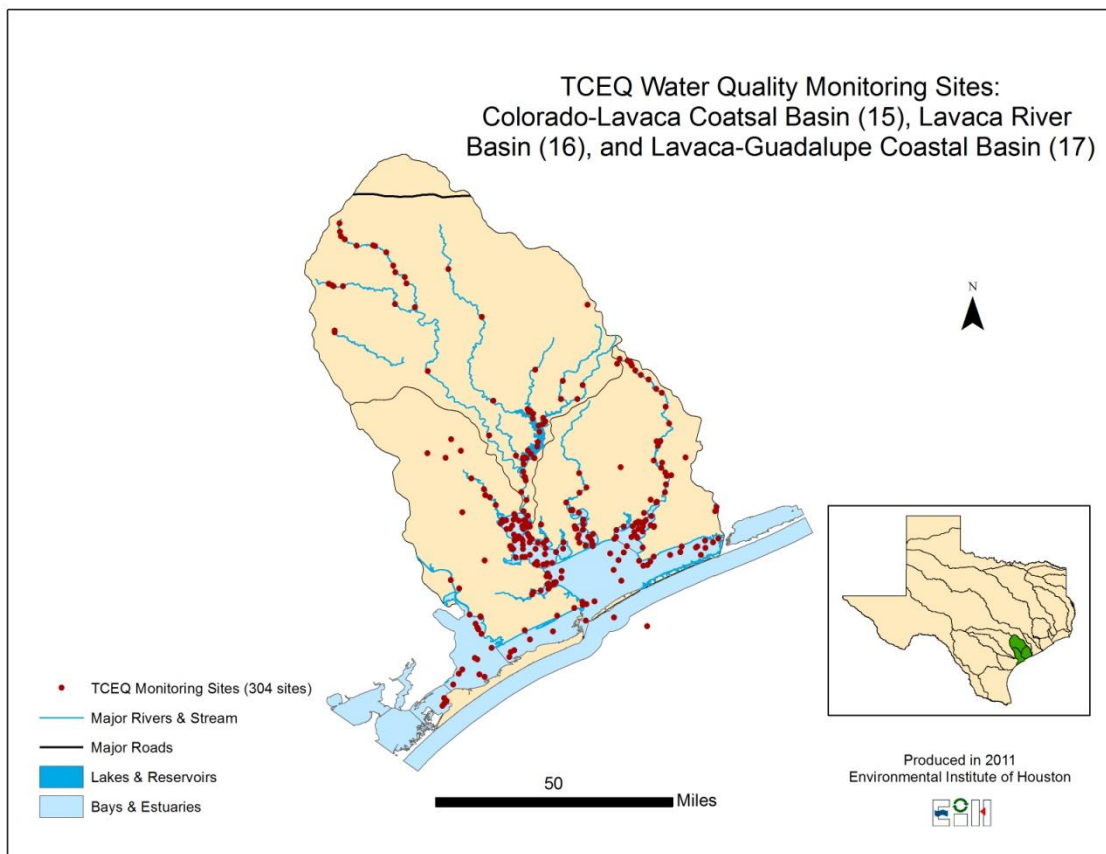 TCEQ Water Quality Monitoring Sites:
Colorado-Lavaca Coatsal Basin (15), Lavaca River
Basin (16), and Lavaca-Guadalupe Coastal Basin (17)
N
TCEQ Monitoring Sites (304 sites)
Major Rivers & Stream
Major Roads
Lakes & Reservoirs
Bays & Estuaries
50
Miles
Produced in 2011
Environmental Institute of Houston
EIH